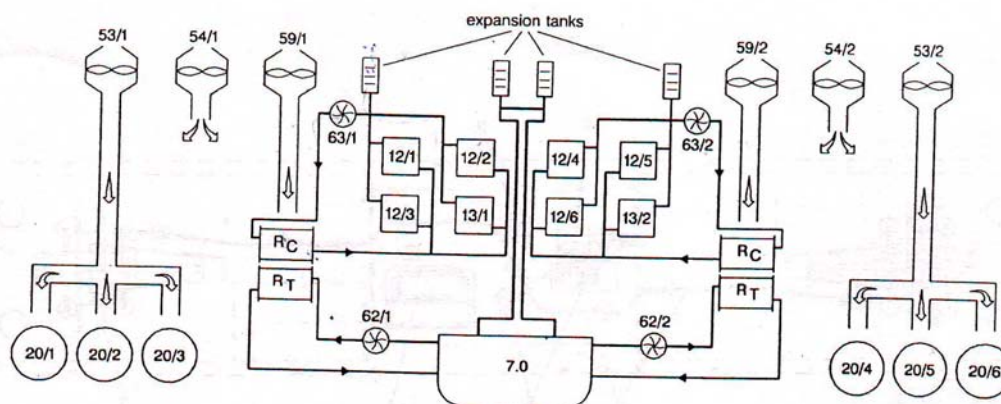 expansion tanks
53/1 54/1 59/1 59/2 54/2 53/2
63/1 63/2
12/1 12/2 12/4 12/5
12/3 13/1 12/6 13/2
RC RC
RT RT
62/1 62/2
20/1 20/2 20/3 7.0 20/4 20/5 20/6